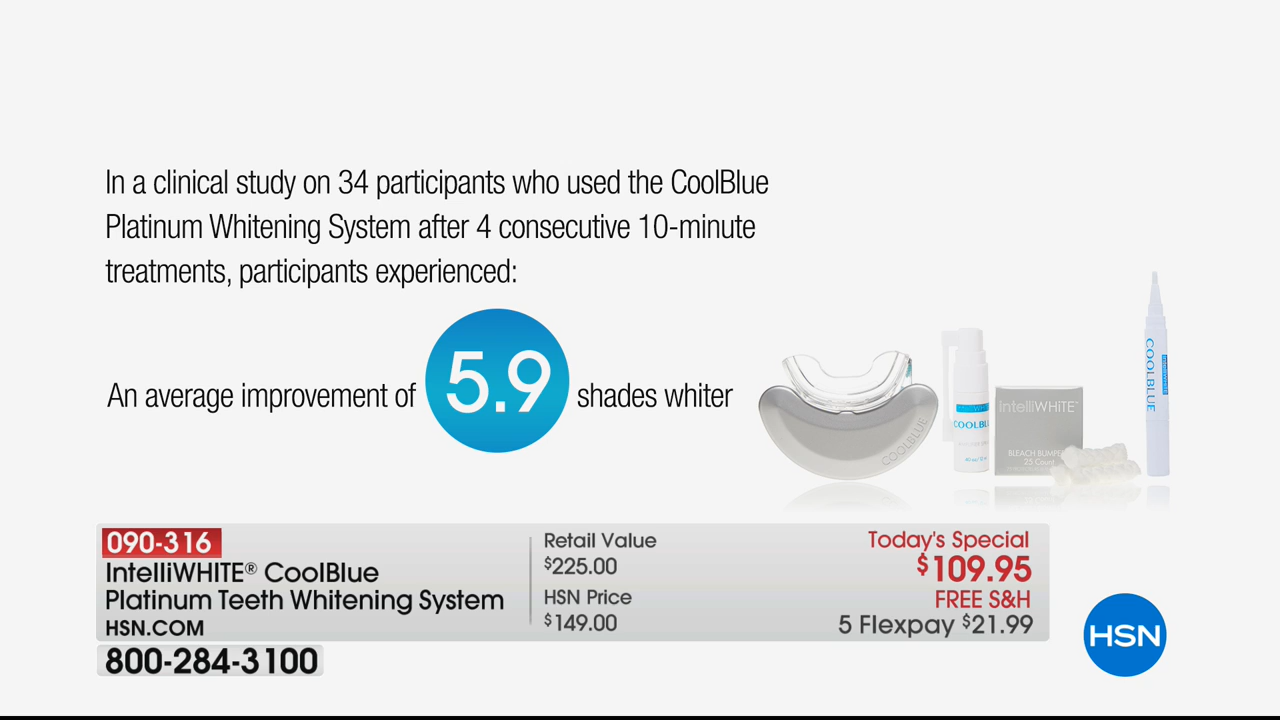 In a clinical study on 34 participants who used the CoolBlue
Platinum Whitening System after 4 consecutive 10-minute
treatments, participants experienced:
An average improvement of 5.9 shades whiter
COOLBLUE
IntelliWHiTE™
BLEACH BUMPE
25 Count
COOLBLUE
090-316
IntelliWHITE® CoolBlue
Platinum Teeth Whitening System
HSN.COM
800-284-3100
Retail Value
$225.00
HSN Price
$149.00
Today's Special
$109.95
FREE S&H
5 Flexpay $21.99
HSN